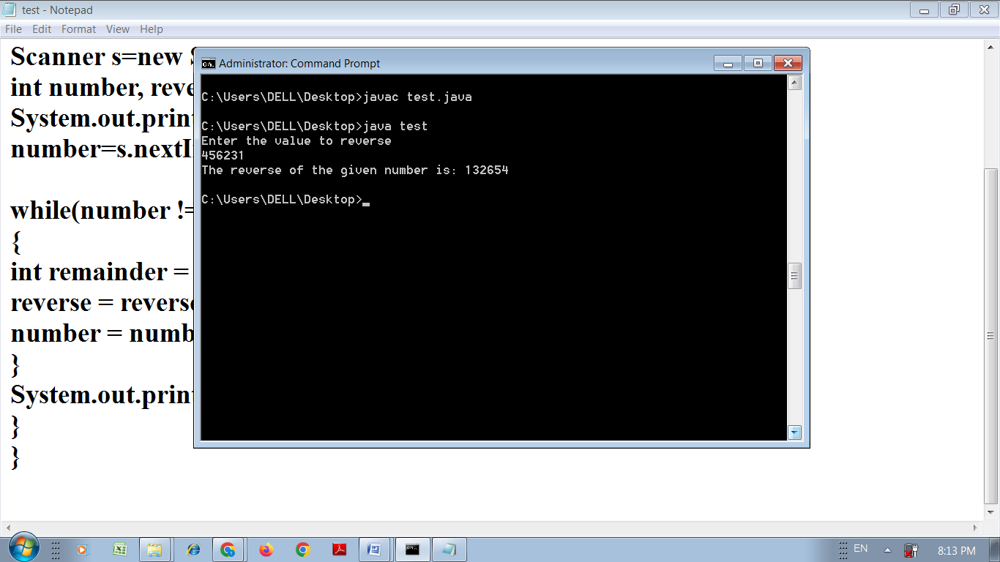 test - Notepad
File Edit Format View Help
Scanner s=new
int number, reve
System.out.print
number=s.nextI
while(number !=
{
int remainder =
reverse = reverse
number = numb
}
System.out.print
}
}
Administrator: Command Prompt
C:\Users\DELL\Desktop>javac test.java
C:\Users\DELL\Desktop>java test
Enter the value to reverse
456231
The reverse of the given number is: 132654
C:\Users\DELL\Desktop>_
EN
8:13 PM